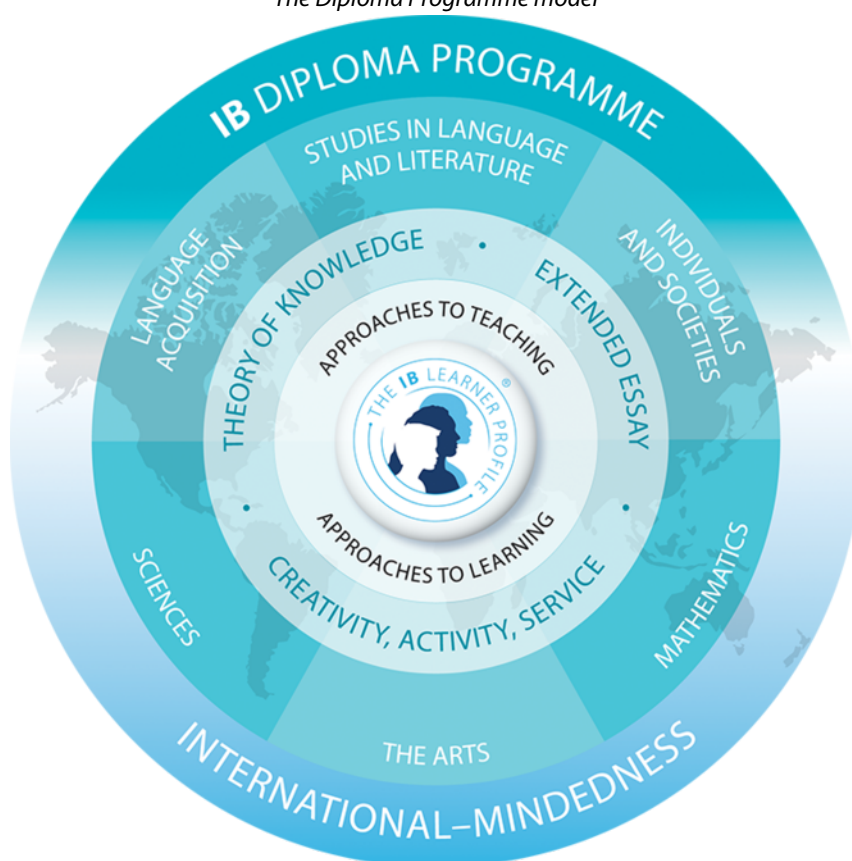 The Diploma Programme model
IB DIPLOMA PROGRAMME
STUDIES IN LANGUAGE
AND LITERATURE
LANGUAGE
ACQUISITION
INDIVIDUALS
AND SOCIETIES
THEORY OF KNOWLEDGE
•
EXTENDED ESSAY
•
APPROACHES TO TEACHING
THE IB LEARNER PROFILE
®
APPROACHES TO LEARNING
•
CREATIVITY, ACTIVITY, SERVICE
SCIENCES
MATHEMATICS
THE ARTS
INTERNATIONAL–MINDEDNESS